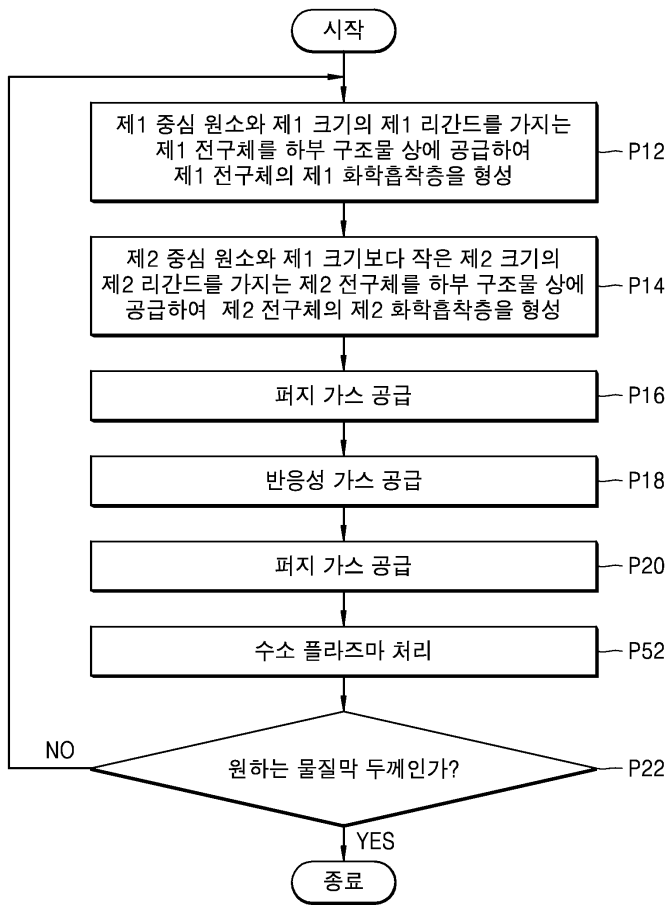 시작
제1 중심 원소와 제1 크기의 제1 리간드를 가지는
제1 전구체를 하부 구조물 상에 공급하여
제1 전구체의 제1 화학흡착층을 형성
P12
제2 중심 원소와 제1 크기보다 작은 제2 크기의
제2 리간드를 가지는 제2 전구체를 하부 구조물 상에
공급하여 제2 전구체의 제2 화학흡착층을 형성
P14
퍼지 가스 공급
P16
반응성 가스 공급
P18
퍼지 가스 공급
P20
수소 플라즈마 처리
P52
NO
원하는 물질막 두께인가?
P22
YES
종료